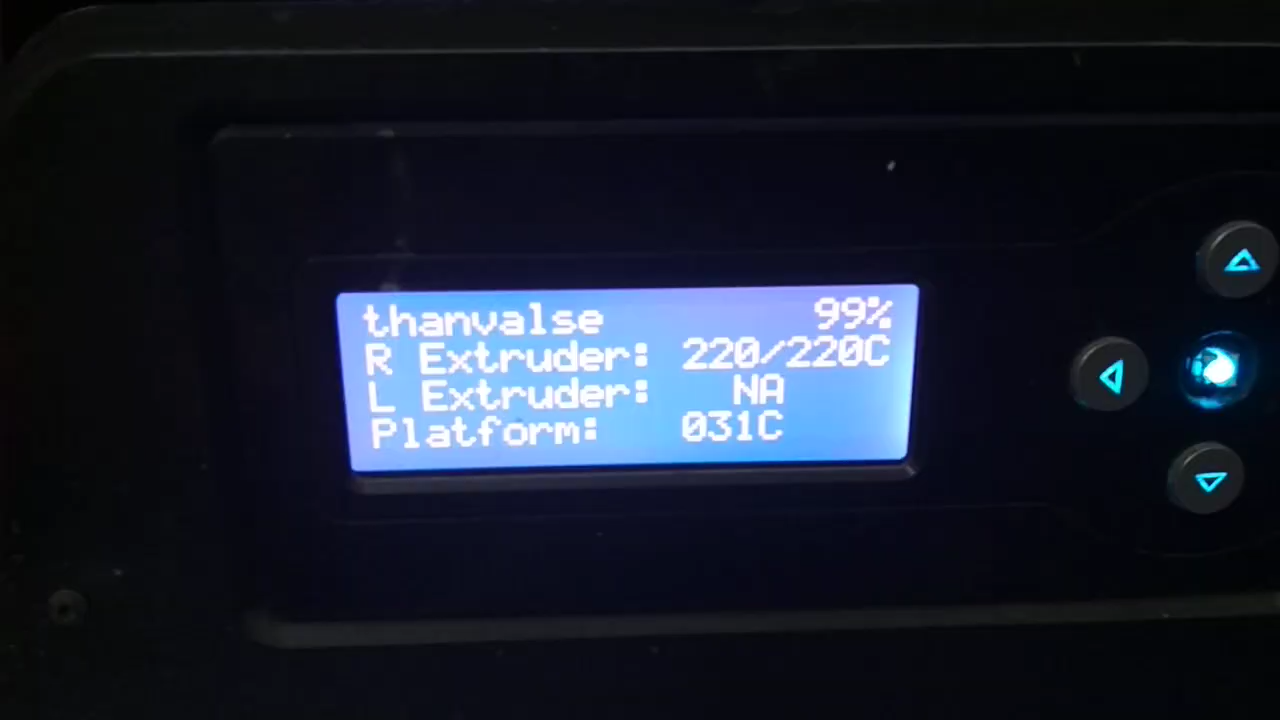 thanvalse 99%
R Extruder: 220/220C
L Extruder: NA
Platform: 031C